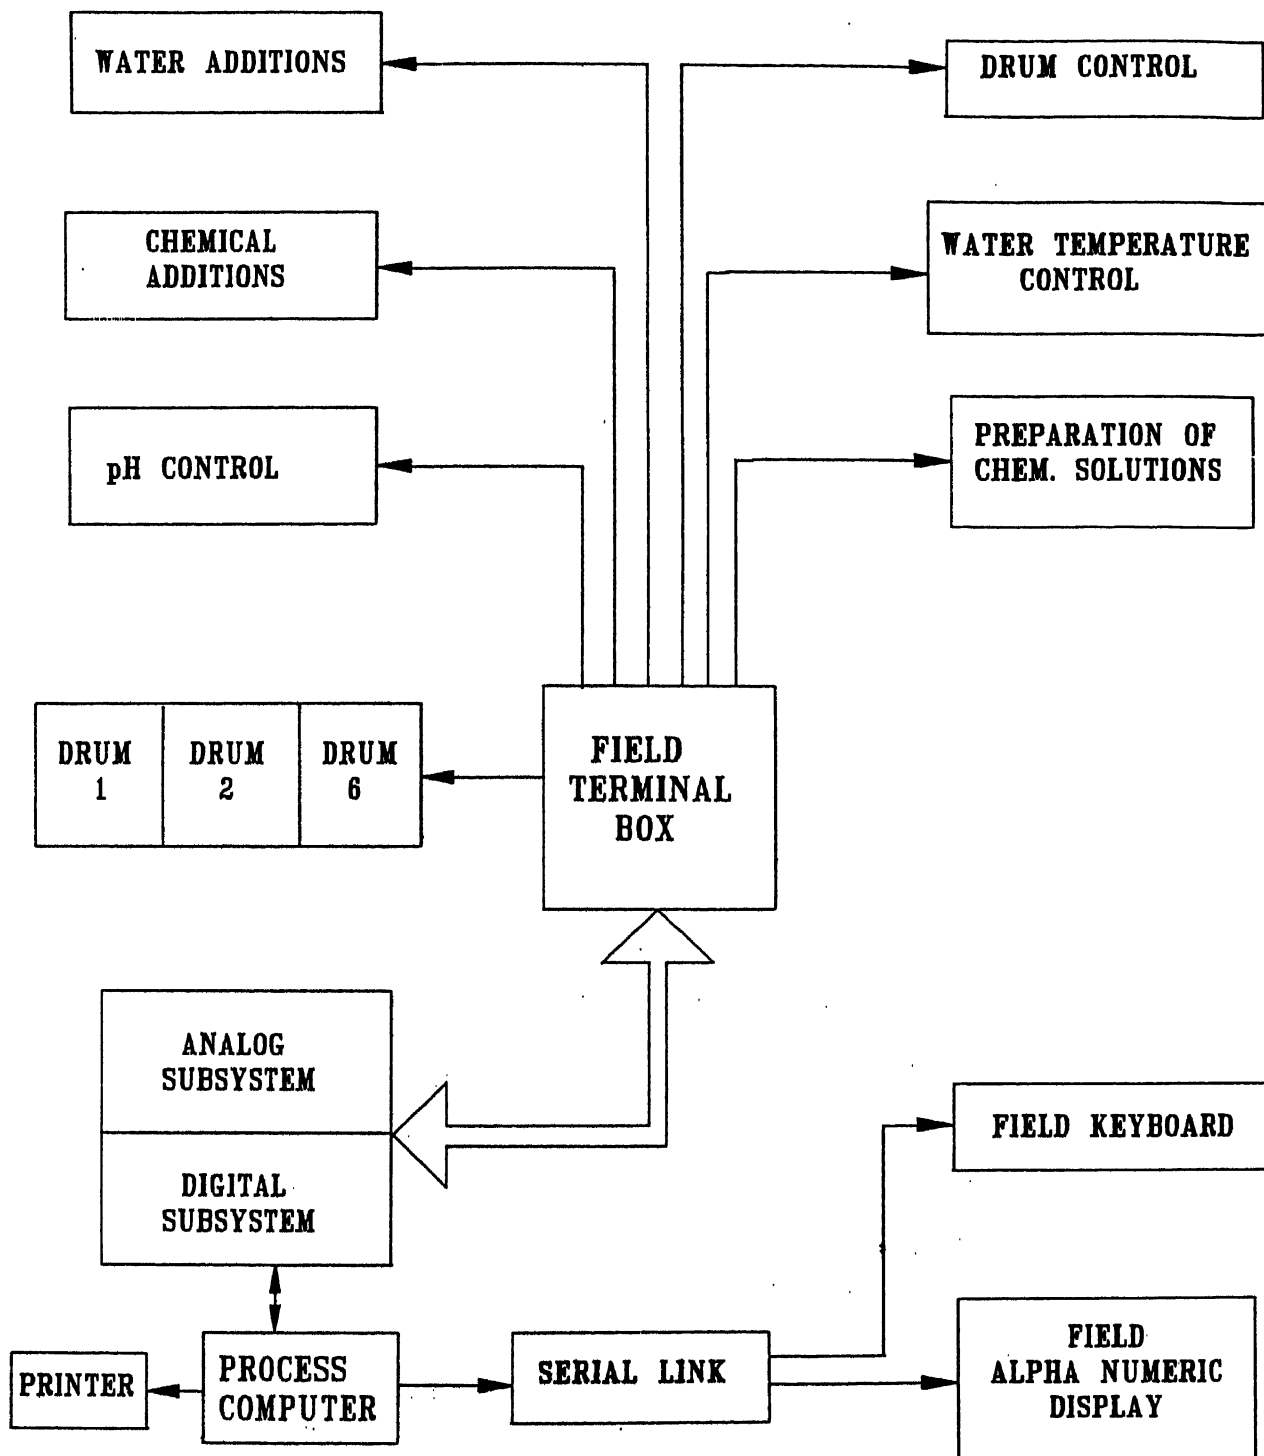 WATER ADDITIONS
DRUM CONTROL
CHEMICAL
ADDITIONS
WATER TEMPERATURE
CONTROL
pH CONTROL
PREPARATION OF
CHEM. SOLUTIONS
DRUM
1
DRUM
2
DRUM
6
FIELD
TERMINAL
BOX
ANALOG
SUBSYSTEM
DIGITAL
SUBSYSTEM
FIELD KEYBOARD
PRINTER
PROCESS
COMPUTER
SERIAL LINK
FIELD
ALPHA NUMERIC
DISPLAY